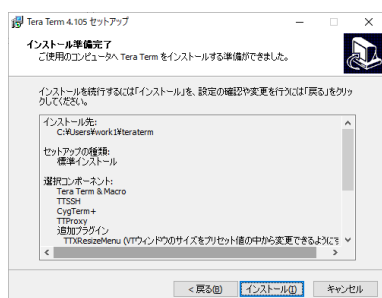 Tera Term 4.105 セットアップ
インストール準備完了
ご使用のコンピュータへ Tera Term をインストールする準備ができました。
インストールを続行するには「インストール」を、設定の確認や変更を行うには「戻る」をクリッ
クしてください。
インストール先:
C:¥Users¥work1¥teraterm
セットアップの種類:
標準インストール
選択コンポーネント:
Tera Term & Macro
TTSSH
CygTerm+
TTProxy
追加プラグイン
TTXResizeMenu (VTウィンドウのサイズをプリセット値の中から変更できるようにす
< 戻る(B)
インストール(I)
キャンセル